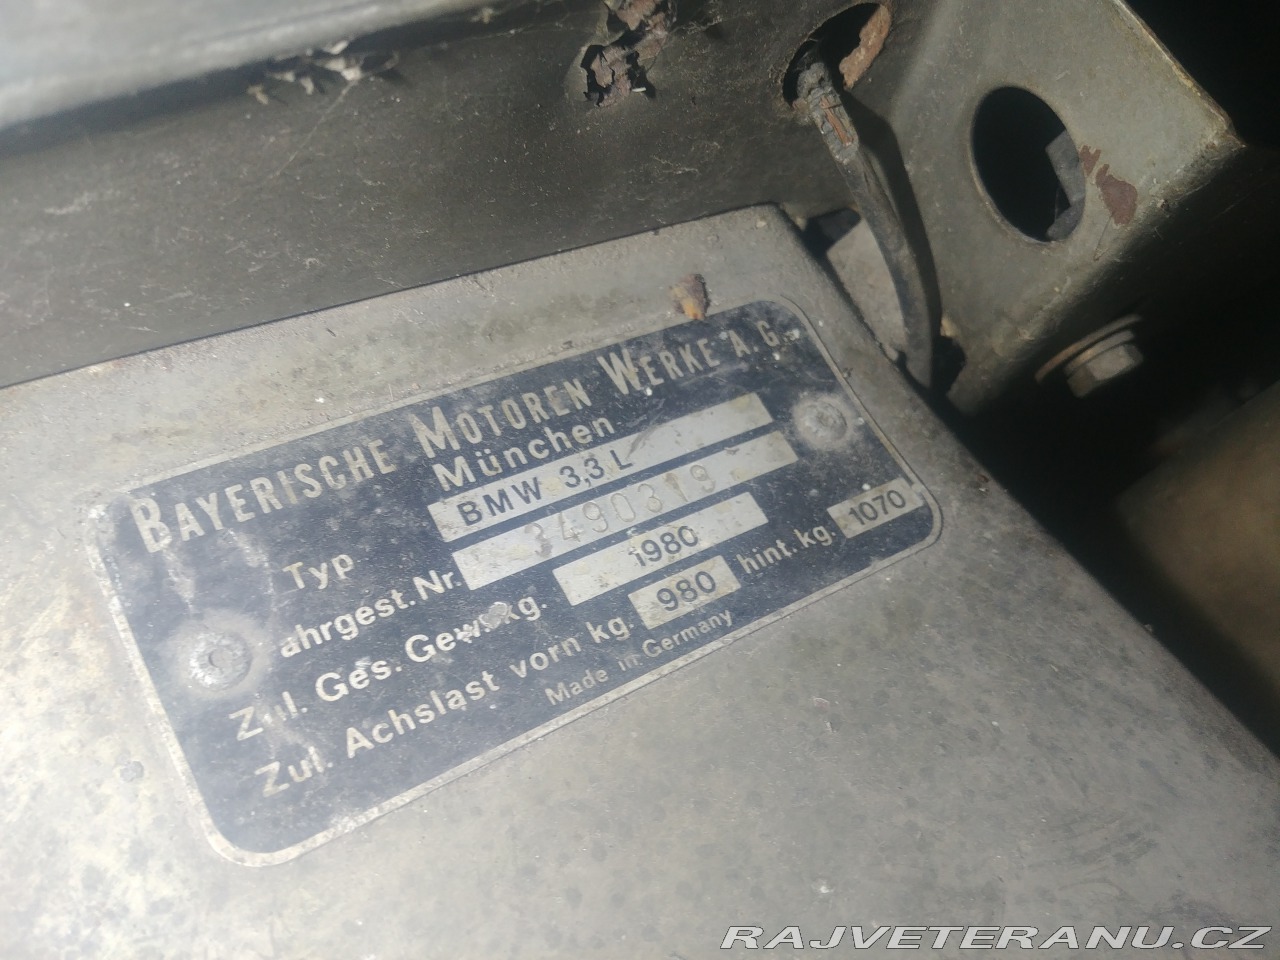 BAYERISCHE MOTOREN WERKE A.G.
München
Typ BMW 3,3 L
ahrgest.Nr. 3490319
Zul. Ges. Gew. kg. 1980
Zul. Achslast vorn kg. 980 hint. kg. 1070
Made in Germany
RAJVETERANU.CZ